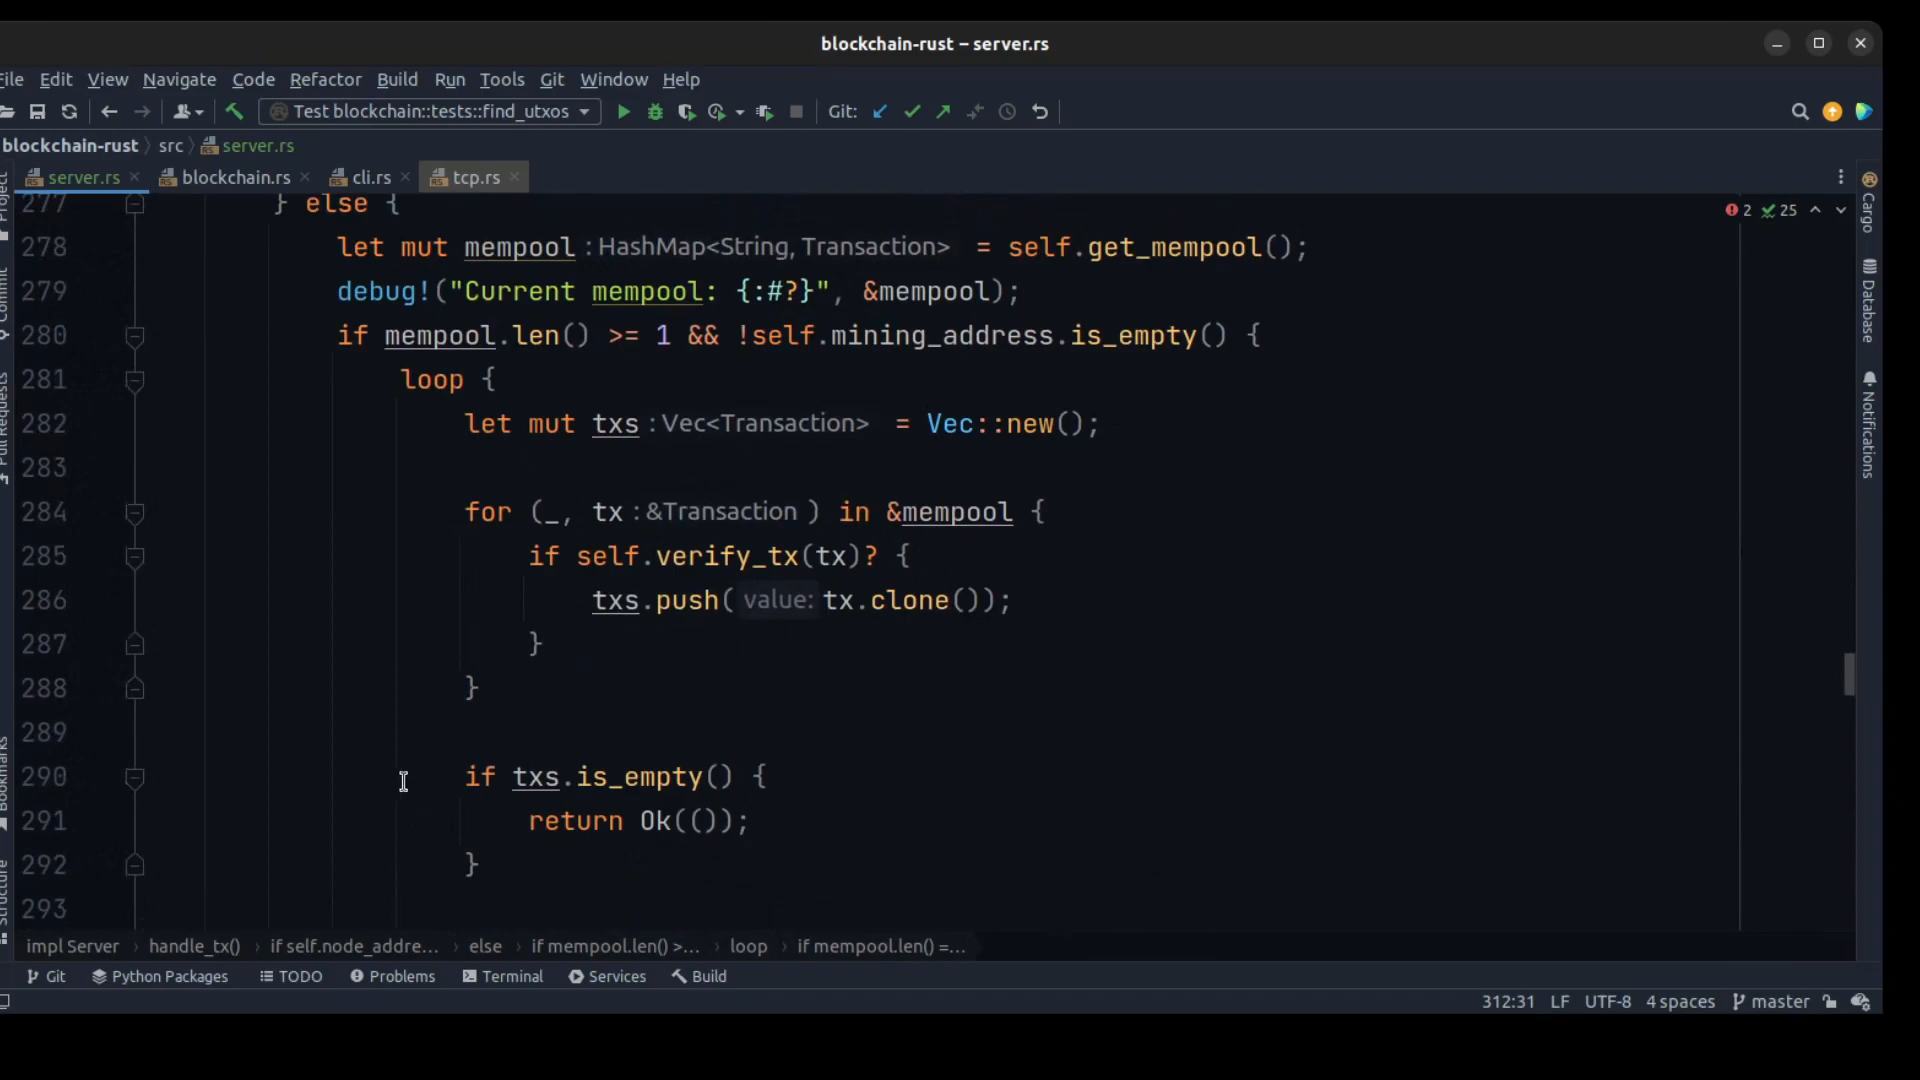 blockchain-rust – server.rs
File Edit View Navigate Code Refactor Build Run Tools Git Window Help
Test blockchain::tests::find_utxos Git:
blockchain-rust src server.rs
server.rs blockchain.rs cli.rs tcp.rs
2 25
277 } else {
278 let mut mempool : HashMap<String, Transaction> = self.get_mempool();
279 debug!("Current mempool: {:#?}", &mempool);
280 if mempool.len() >= 1 && !self.mining_address.is_empty() {
281 loop {
282 let mut txs : Vec<Transaction> = Vec::new();
283
284 for (_, tx : &Transaction ) in &mempool {
285 if self.verify_tx(tx)? {
286 txs.push( value: tx.clone());
287 }
288 }
289
290 if txs.is_empty() {
291 return Ok(());
292 }
293
impl Server handle_tx() if self.node_addre... else if mempool.len() >... loop if mempool.len() =...
Git Python Packages TODO Problems Terminal Services Build
312:31 LF UTF-8 4 spaces master
Project
Commit
Pull Requests
Bookmarks
Structure
Cargo
Database
Notifications